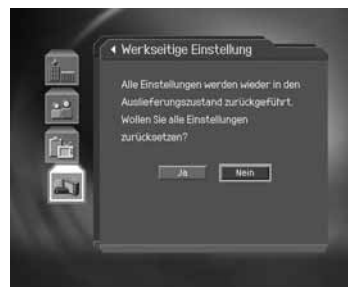 Werkseitige Einstellung
Alle Einstellungen werden wieder in den
Auslieferungszustand zurückgeführt.
Wollen Sie alle Einstellungen
zurücksetzen?
Ja Nein